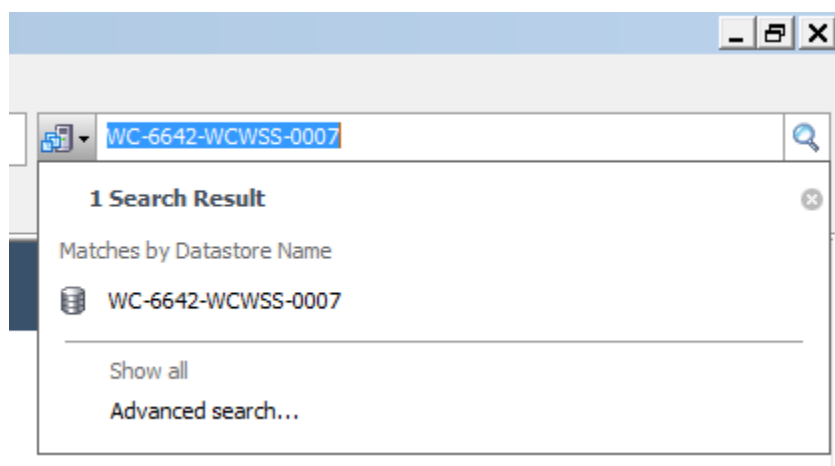 WC-6642-WCWSS-0007
1 Search Result
Matches by Datastore Name
WC-6642-WCWSS-0007
Show all
Advanced search...